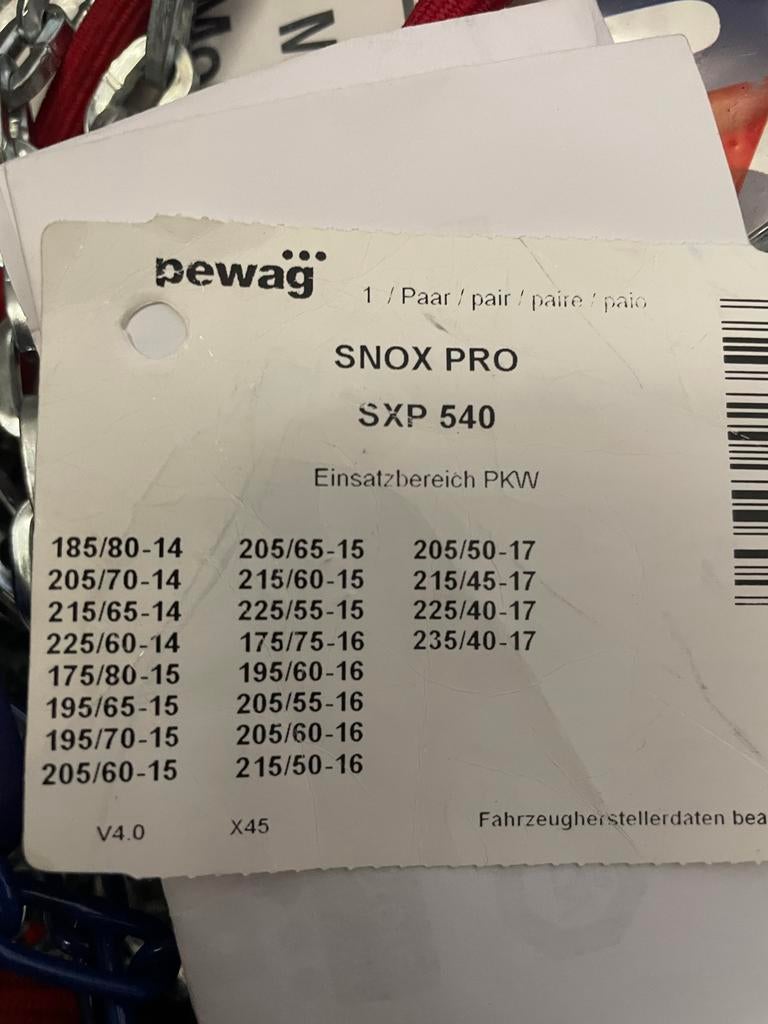 pewag
1 / Paar / pair / paire / paio
SNOX PRO
SXP 540
Einsatzbereich PKW
185/80-14 205/65-15 205/50-17
205/70-14 215/60-15 215/45-17
215/65-14 225/55-15 225/40-17
225/60-14 175/75-16 235/40-17
175/80-15 195/60-16
195/65-15 205/55-16
195/70-15 205/60-16
205/60-15 215/50-16
V4.0 X45
Fahrzeugherstellerdaten bea